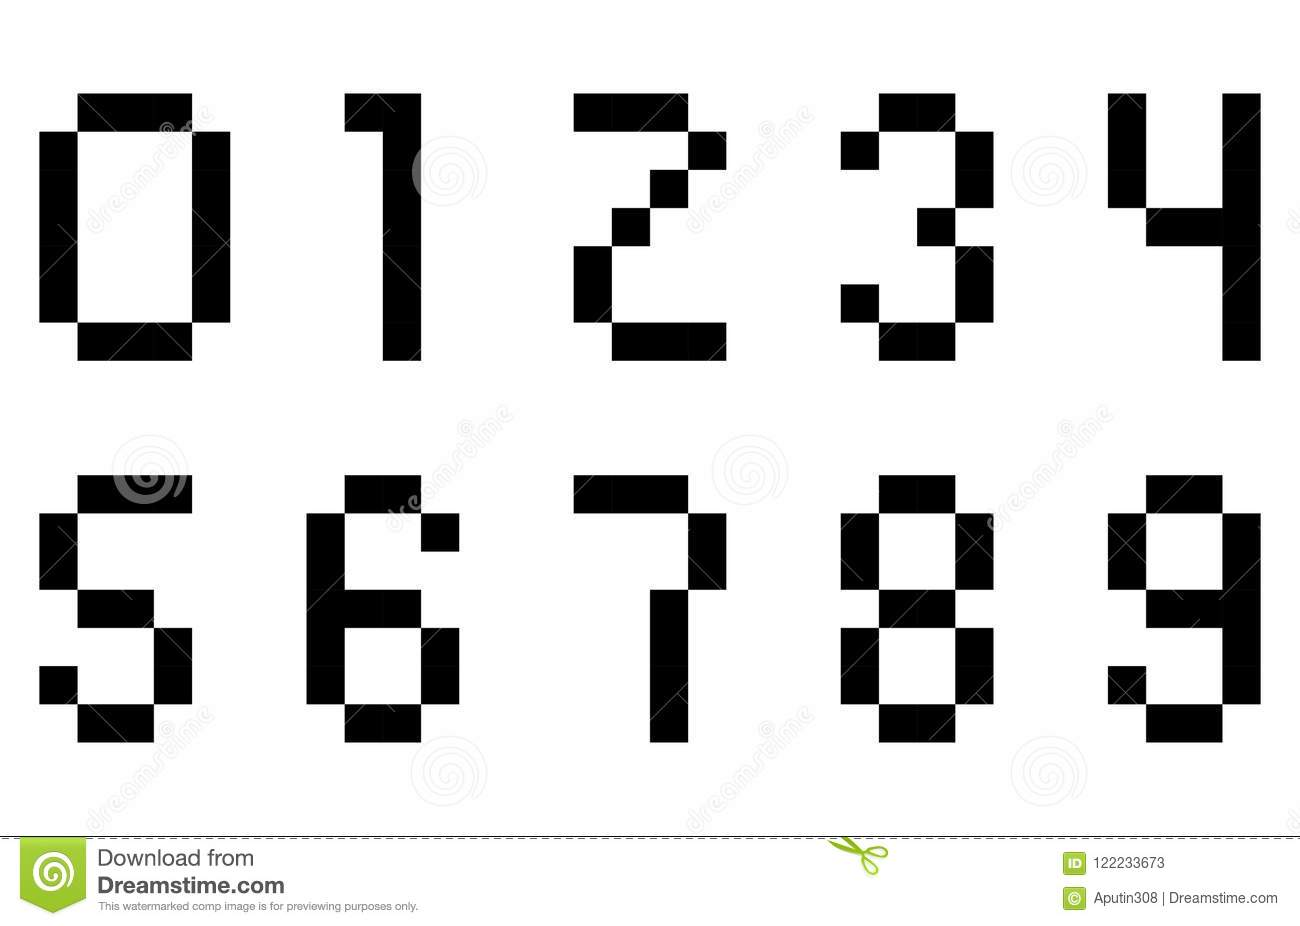 0 1 2 3 4
5 6 7 8 9
dreamstime
Download from
Dreamstime.com
This watermarked comp image is for previewing purposes only.
ID 122233673
© Aputin308 | Dreamstime.com